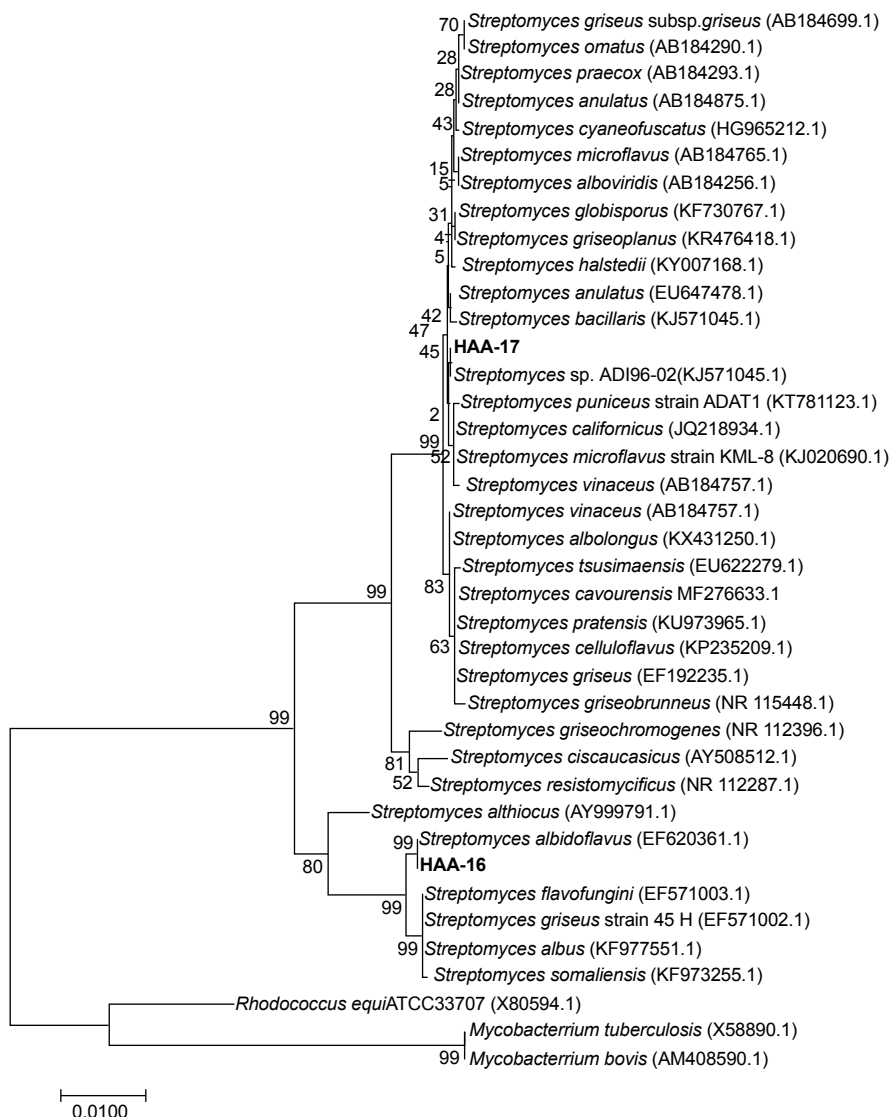 70 Streptomyces griseus subsp.griseus (AB184699.1)
Streptomyces omatus (AB184290.1)
28
Streptomyces praecox (AB184293.1)
28
Streptomyces anulatus (AB184875.1)
43 Streptomyces cyaneofuscatus (HG965212.1)
Streptomyces microflavus (AB184765.1)
15
5 Streptomyces alboviridis (AB184256.1)
31 Streptomyces globisporus (KF730767.1)
4 Streptomyces griseoplanus (KR476418.1)
5
Streptomyces halstedii (KY007168.1)
Streptomyces anulatus (EU647478.1)
42 Streptomyces bacillaris (KJ571045.1)
47
45 HAA-17
Streptomyces sp. ADI96-02(KJ571045.1)
Streptomyces puniceus strain ADAT1 (KT781123.1)
2
Streptomyces californicus (JQ218934.1)
99
52 Streptomyces microflavus strain KML-8 (KJ020690.1)
Streptomyces vinaceus (AB184757.1)
Streptomyces vinaceus (AB184757.1)
Streptomyces albolongus (KX431250.1)
Streptomyces tsusimaensis (EU622279.1)
83
99
Streptomyces cavourensis MF276633.1
Streptomyces pratensis (KU973965.1)
63 Streptomyces celluloflavus (KP235209.1)
Streptomyces griseus (EF192235.1)
Streptomyces griseobrunneus (NR 115448.1)
99
Streptomyces griseochromogenes (NR 112396.1)
Streptomyces ciscaucasicus (AY508512.1)
81
52 Streptomyces resistomycificus (NR 112287.1)
Streptomyces althiocus (AY999791.1)
99 Streptomyces albidoflavus (EF620361.1)
80 HAA-16
Streptomyces flavofungini (EF571003.1)
99
Streptomyces griseus strain 45 H (EF571002.1)
99 Streptomyces albus (KF977551.1)
Streptomyces somaliensis (KF973255.1)
Rhodococcus equiATCC33707 (X80594.1)
Mycobacterrium tuberculosis (X58890.1)
99 Mycobacterrium bovis (AM408590.1)
0.0100